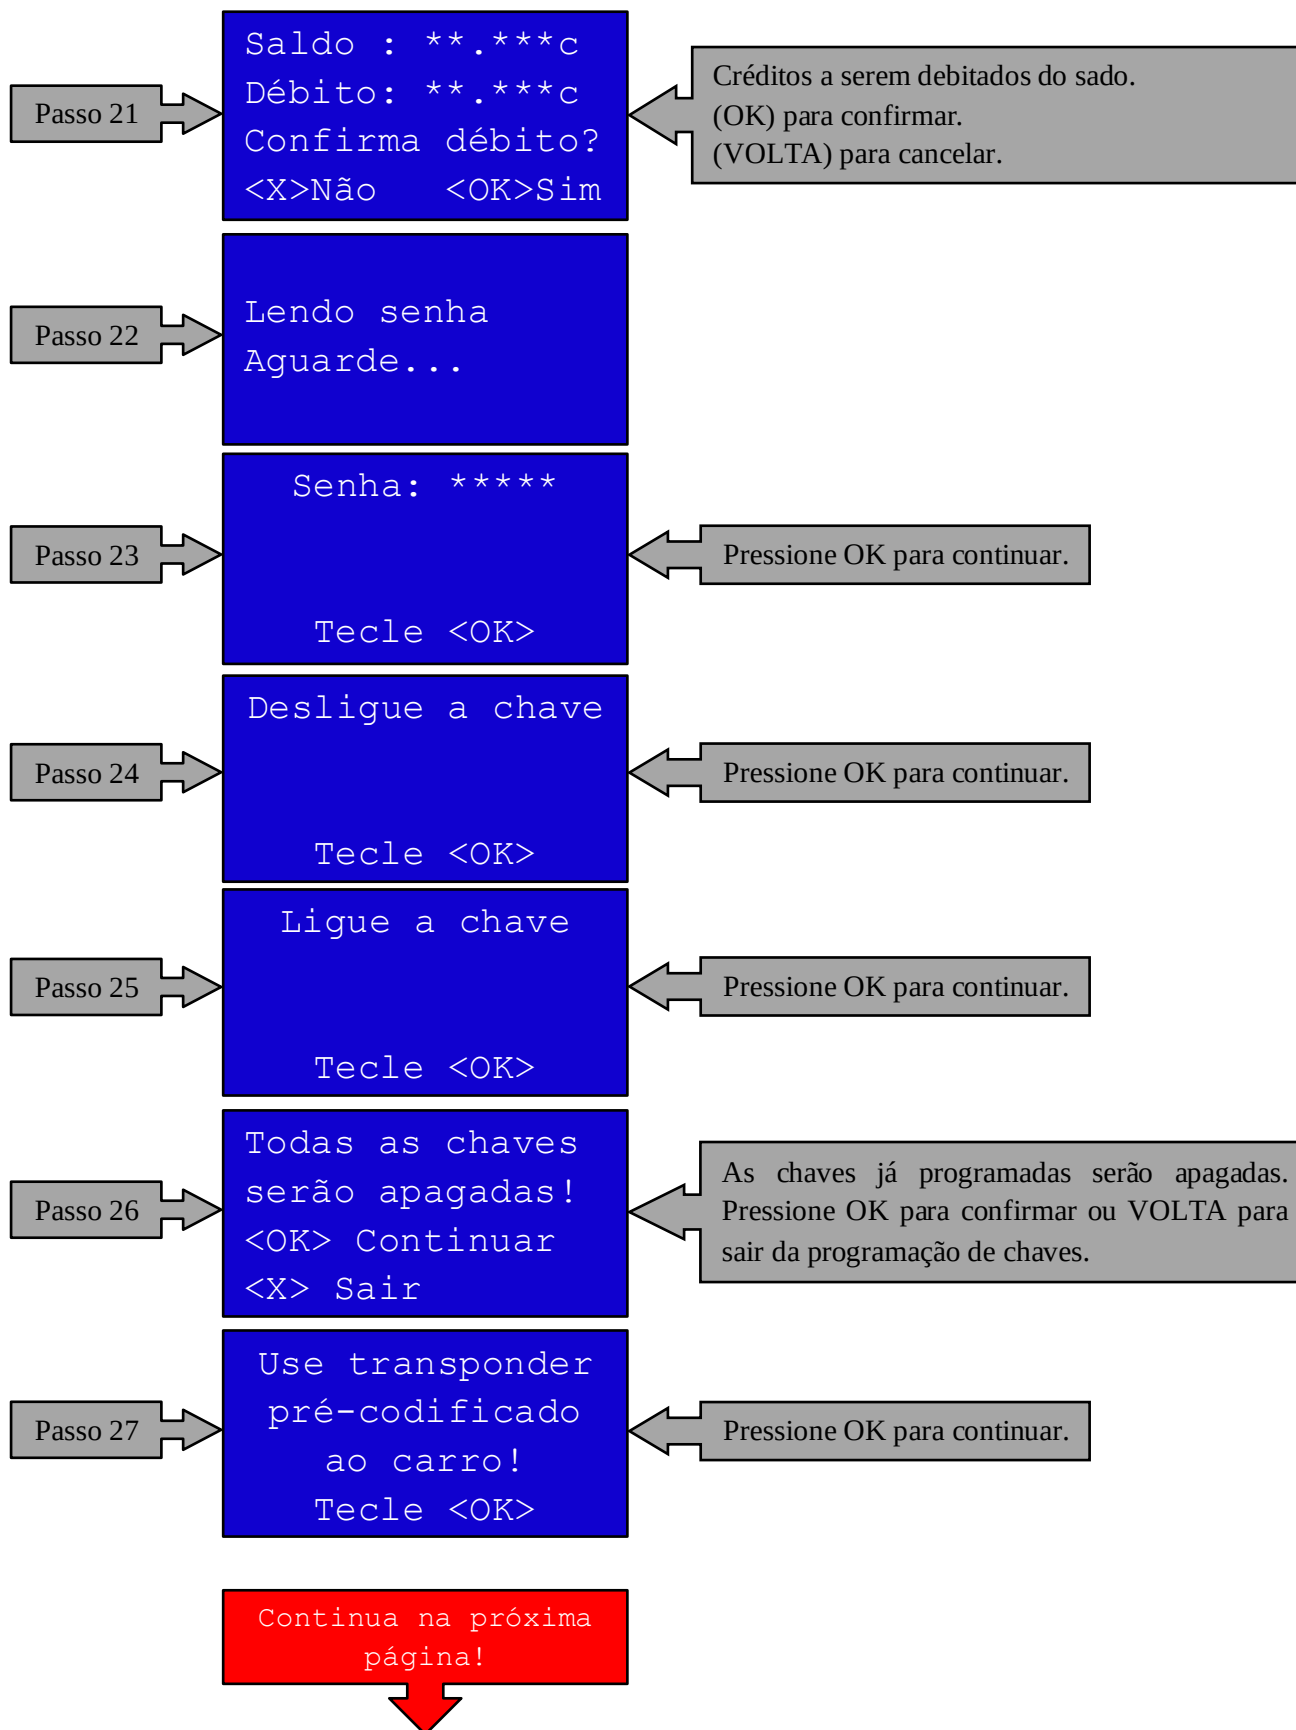 Passo 21
Saldo : **.***c
Débito: **.***c
Confirma débito?
<X>Não <OK>Sim
Créditos a serem debitados do sado.
(OK) para confirmar.
(VOLTA) para cancelar.
Passo 22
Lendo senha
Aguarde...
Passo 23
Senha: *****
Tecle <OK>
Pressione OK para continuar.
Passo 24
Desligue a chave
Tecle <OK>
Pressione OK para continuar.
Passo 25
Ligue a chave
Tecle <OK>
Pressione OK para continuar.
Passo 26
Todas as chaves
serão apagadas!
<OK> Continuar
<X> Sair
As chaves já programadas serão apagadas.
Pressione OK para confirmar ou VOLTA para
sair da programação de chaves.
Passo 27
Use transponder
pré-codificado
ao carro!
Tecle <OK>
Pressione OK para continuar.
Continua na próxima
página!